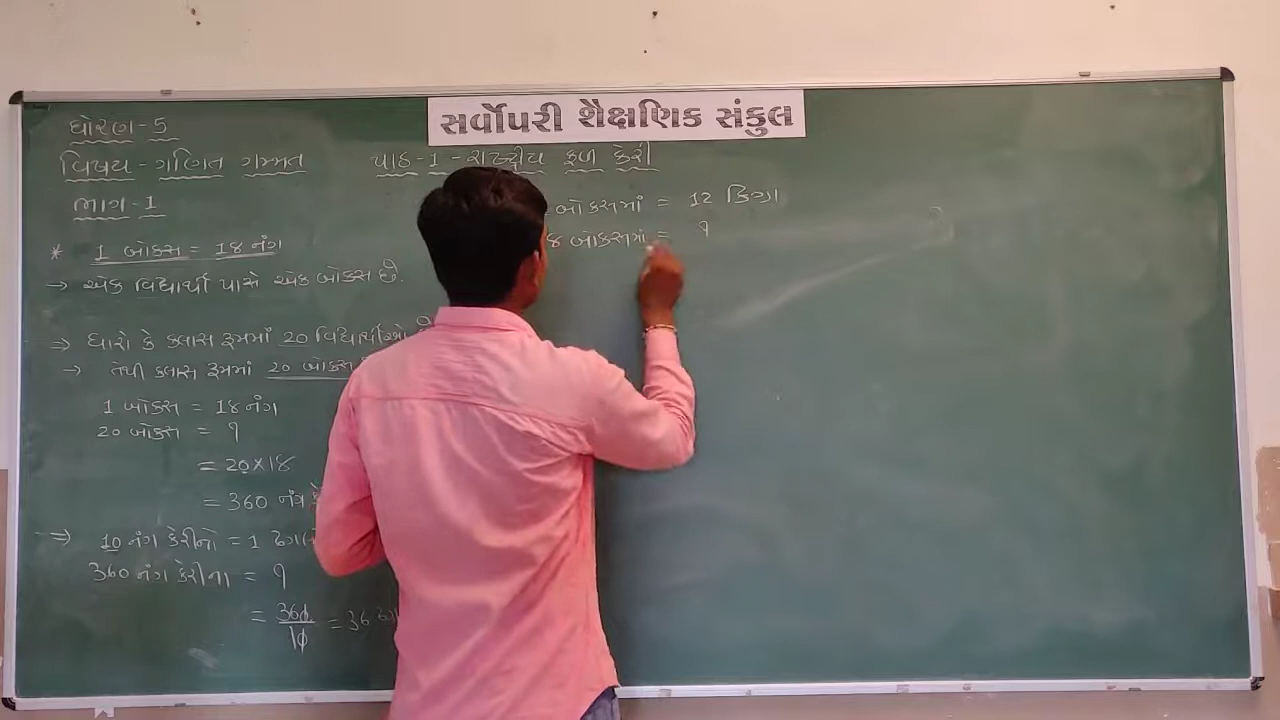 સર્વોપરી શૈક્ષણિક સંકુલ
ધોરણ-5
વિષય-ગણિત ગમ્મત
પાઠ-1-રાષ્ટ્રીય ફળ કેરી
ભાગ-1
* 1 બોક્સ = 18 નંગ
→ એક વિદ્યાર્થી પાસે એક બોક્સ છે.
⇒ ધારો કે ક્લાસ રૂમમાં 20 વિદ્યાર્થીઓ
→ તેથી ક્લાસ રૂમમાં 20 બોક્સ
1 બોક્સ = 18 નંગ
20 બોક્સ = ?
= 20×18
= 360 નંગ
⇒ 10 નંગ કેરીનો = 1
360 નંગ કેરીના = ?
= 360/10 = 36
બોક્સમાં = 12 કિગ્રા
બોક્સમાં = ?